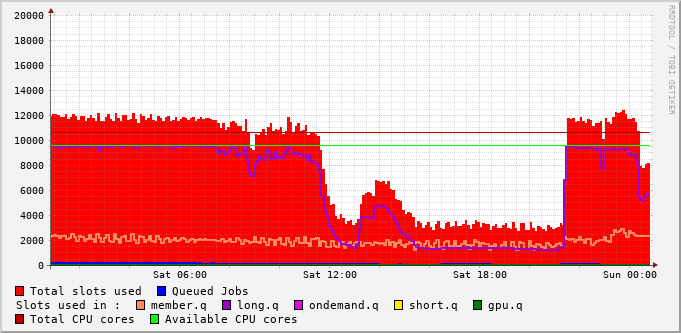 RRDTOOL / TOBI OETIKER
20000
18000
16000
14000
12000
10000
8000
6000
4000
2000
0
Sat 06:00 Sat 12:00 Sat 18:00 Sun 00:00
Total slots used Queued Jobs
Slots used in : member.q long.q ondemand.q short.q gpu.q
Total CPU cores Available CPU cores